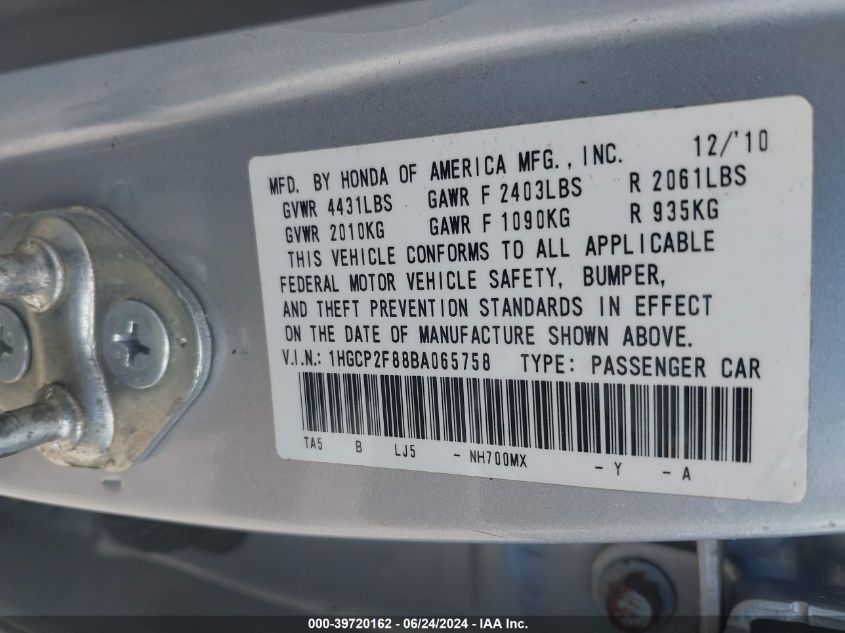 MFD. BY HONDA OF AMERICA MFG., INC. 12/'10
GVWR 4431LBS GAWR F 2403LBS R 2061LBS
GVWR 2010KG GAWR F 1090KG R 935KG
THIS VEHICLE CONFORMS TO ALL APPLICABLE
FEDERAL MOTOR VEHICLE SAFETY, BUMPER,
AND THEFT PREVENTION STANDARDS IN EFFECT
ON THE DATE OF MANUFACTURE SHOWN ABOVE.
V.I.N.: 1HGCP2F88BA065758 TYPE: PASSENGER CAR
TA5 B LJ5 - NH700MX - Y - A
000-39720162 | 06/24/2024 | © IAA Inc.